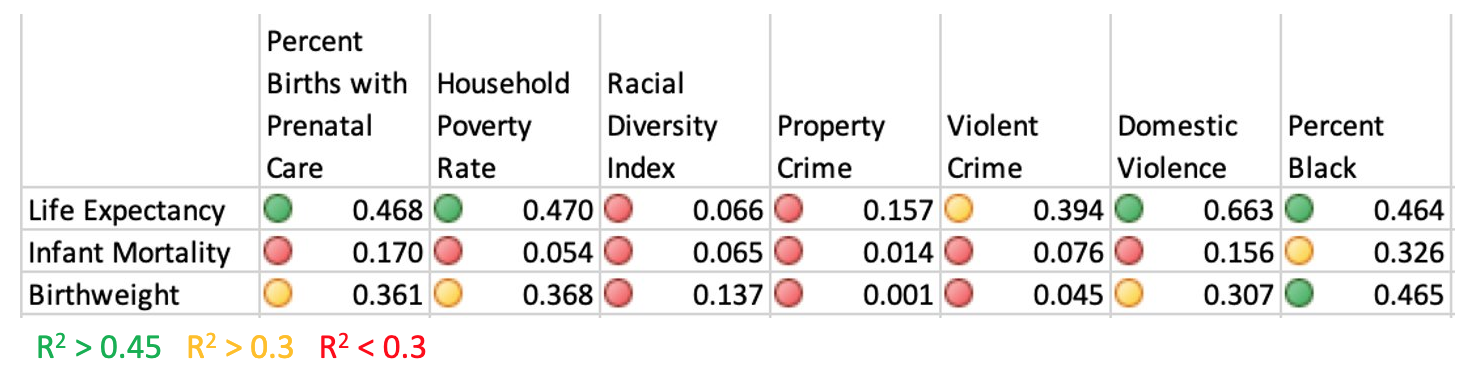 Percent
Births with Household Racial
Prenatal Poverty Diversity Property Violent Domestic Percent
Care Rate Index Crime Crime Violence Black
Life Expectancy 0.468 0.470 0.066 0.157 0.394 0.663 0.464
Infant Mortality 0.170 0.054 0.065 0.014 0.076 0.156 0.326
Birthweight 0.361 0.368 0.137 0.001 0.045 0.307 0.465
R² > 0.45 R² > 0.3 R² < 0.3